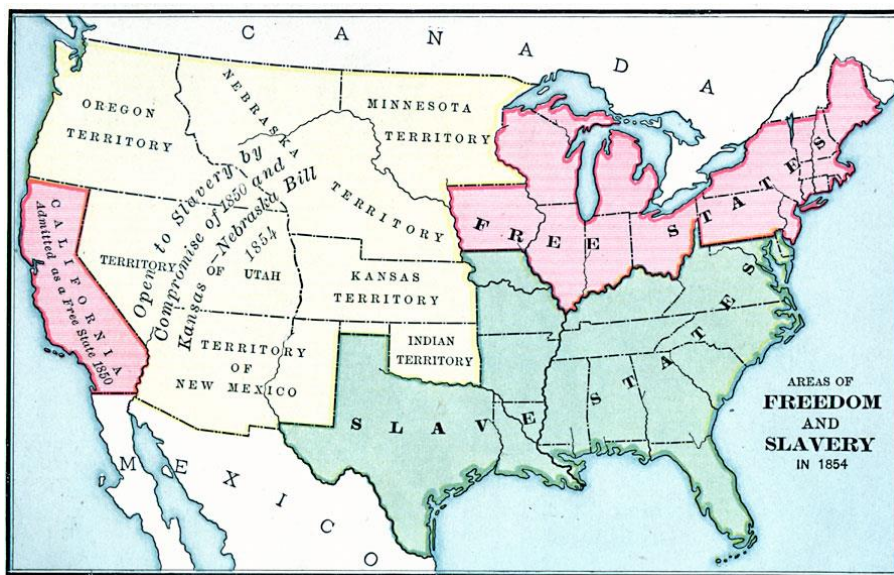 CANADA
OREGON
TERRITORY
NEBRASKA
TERRITORY
MINNESOTA
TERRITORY
Open to Slavery by
Compromise of 1850 and
Kansas–Nebraska Bill
1854
CALIFORNIA
Admitted as a Free State 1850
TERRITORY
OF UTAH
KANSAS
TERRITORY
TERRITORY
OF
NEW MEXICO
INDIAN
TERRITORY
FREE STATES
SLAVE STATES
MEXICO
AREAS OF
FREEDOM
AND
SLAVERY
IN 1854